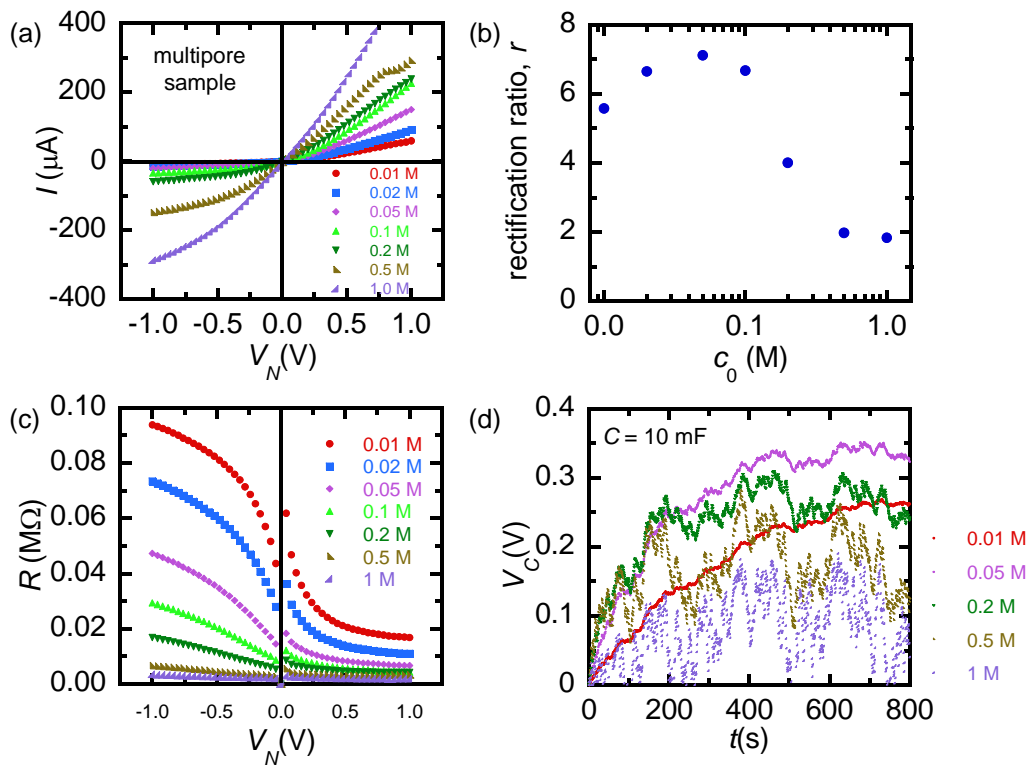 (a)
400
200
0
-200
-400
I (μA)
multipore
sample
0.01 M
0.02 M
0.05 M
0.1 M
0.2 M
0.5 M
1.0 M
-1.0 -0.5 0.0 0.5 1.0
V_N(V)
(b)
8
6
4
2
0
rectification ratio, r
0.0 0.1 1.0
c_0 (M)
(c)
0.10
0.08
0.06
0.04
0.02
0.00
R (MΩ)
0.01 M
0.02 M
0.05 M
0.1 M
0.2 M
0.5 M
1 M
-1.0 -0.5 0.0 0.5 1.0
V_N(V)
(d)
0.4
0.3
0.2
0.1
0
V_C(V)
C = 10 mF
0 200 400 600 800
t(s)
0.01 M
0.05 M
0.2 M
0.5 M
1 M